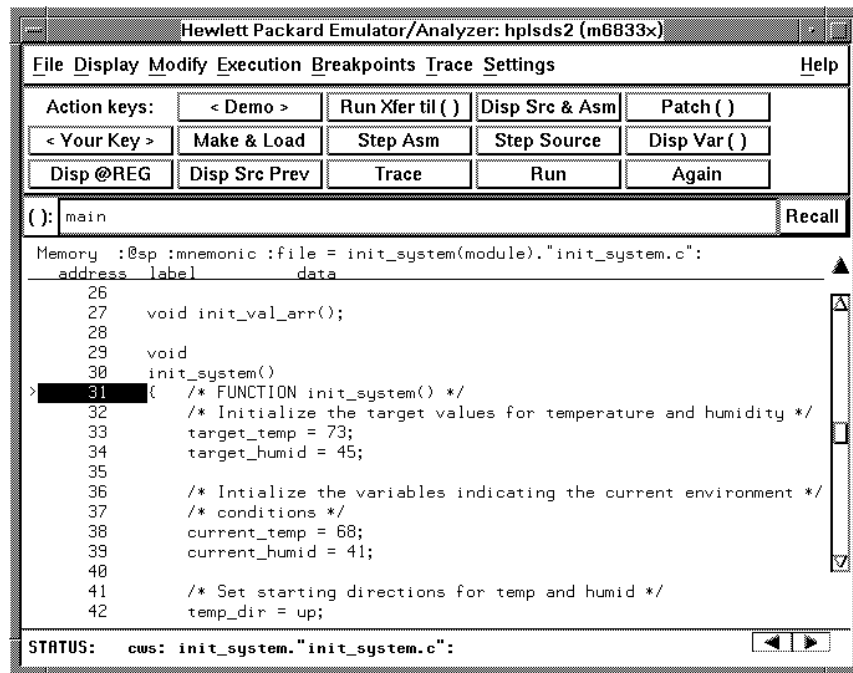 Hewlett Packard Emulator/Analyzer: hplsds2 (m6833x)
File Display Modify Execution Breakpoints Trace Settings Help
Action keys: < Demo > Run Xfer til ( ) Disp Src & Asm Patch ( )
< Your Key > Make & Load Step Asm Step Source Disp Var ( )
Disp @REG Disp Src Prev Trace Run Again
( ): main Recall
Memory :@sp :mnemonic :file = init_system(module)."init_system.c":
address label data
26
27 void init_val_arr();
28
29 void
30 init_system()
> 31 { /* FUNCTION init_system() */
32 /* Initialize the target values for temperature and humidity */
33 target_temp = 73;
34 target_humid = 45;
35
36 /* Intialize the variables indicating the current environment */
37 /* conditions */
38 current_temp = 68;
39 current_humid = 41;
40
41 /* Set starting directions for temp and humid */
42 temp_dir = up;
STATUS: cws: init_system."init_system.c":